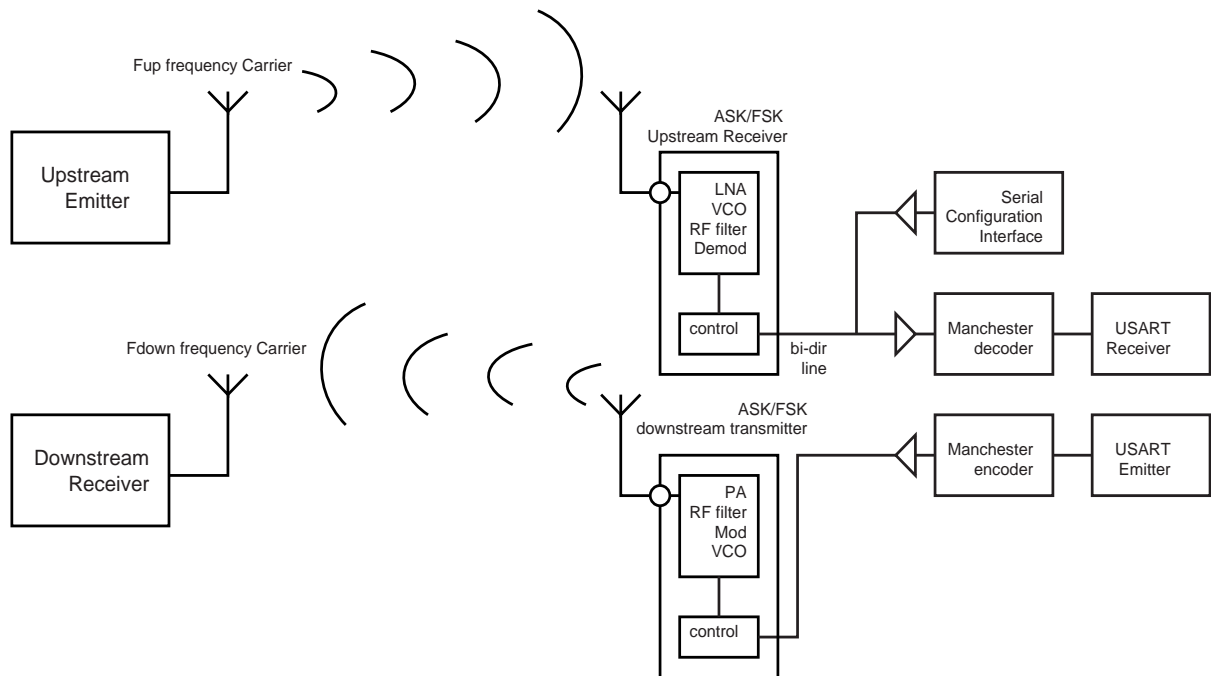 Fup frequency Carrier
Upstream
Emitter
ASK/FSK
Upstream Receiver
LNA
VCO
RF filter
Demod
control
bi-dir
line
Serial
Configuration
Interface
Manchester
decoder
USART
Receiver
Fdown frequency Carrier
Downstream
Receiver
ASK/FSK
downstream transmitter
PA
RF filter
Mod
VCO
control
Manchester
encoder
USART
Emitter